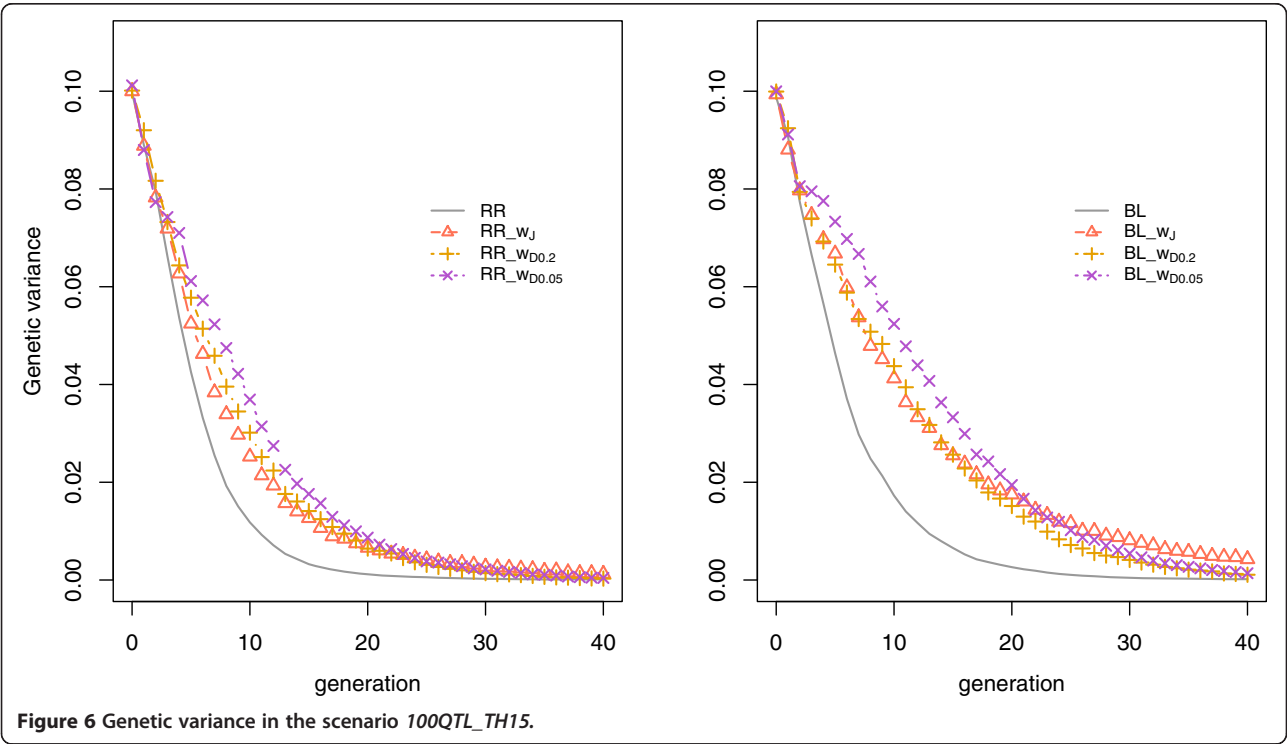 Genetic variance
0.00
0.02
0.04
0.06
0.08
0.10
RR
RR_wJ
RR_wD0.2
RR_wD0.05
0
10
20
30
40
generation
0.00
0.02
0.04
0.06
0.08
0.10
BL
BL_wJ
BL_wD0.2
BL_wD0.05
0
10
20
30
40
generation
Figure 6 Genetic variance in the scenario 100QTL_TH15.